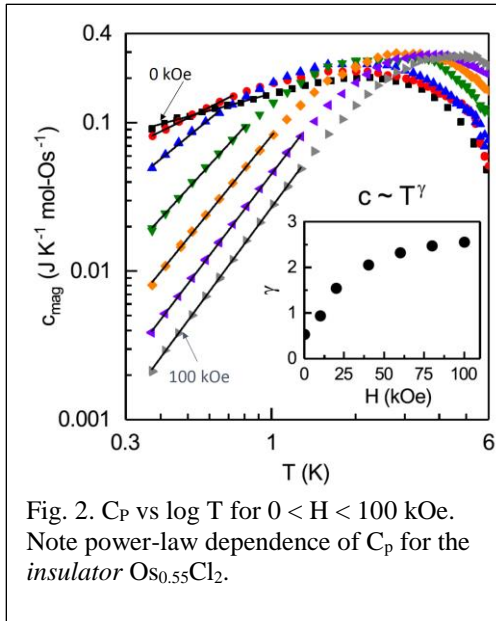 0.4
0 kOe
0.1
c_mag (J K⁻¹ mol-Os⁻¹)
c ~ T^γ
3
2
γ
1
0
0.01
0 25 50 75 100
H (kOe)
100 kOe
0.001
0.3 1 6
T (K)
Fig. 2. C_P vs log T for 0 < H < 100 kOe.
Note power-law dependence of C_p for the
insulator Os₀.₅₅Cl₂.